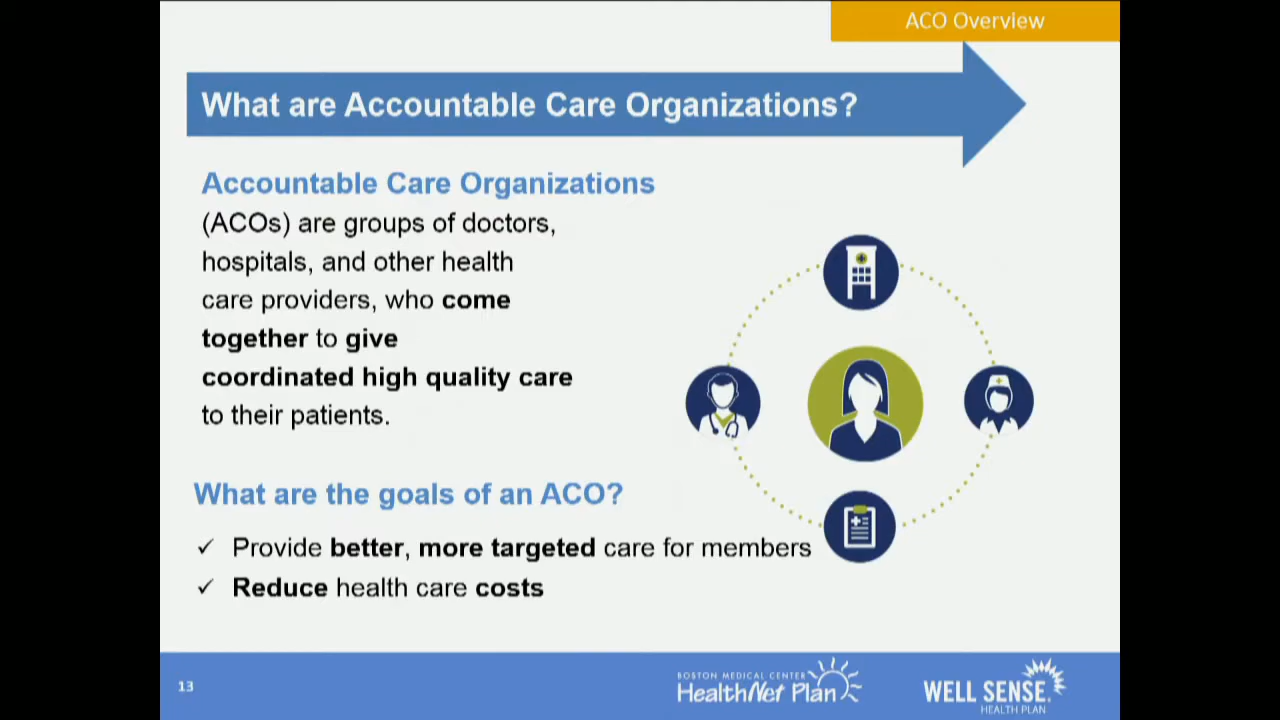 ACO Overview
What are Accountable Care Organizations?
Accountable Care Organizations
(ACOs) are groups of doctors,
hospitals, and other health
care providers, who come
together to give
coordinated high quality care
to their patients.
What are the goals of an ACO?
✓ Provide better, more targeted care for members
✓ Reduce health care costs
13
BOSTON MEDICAL CENTER
HealthNet Plan
WELL SENSE
HEALTH PLAN